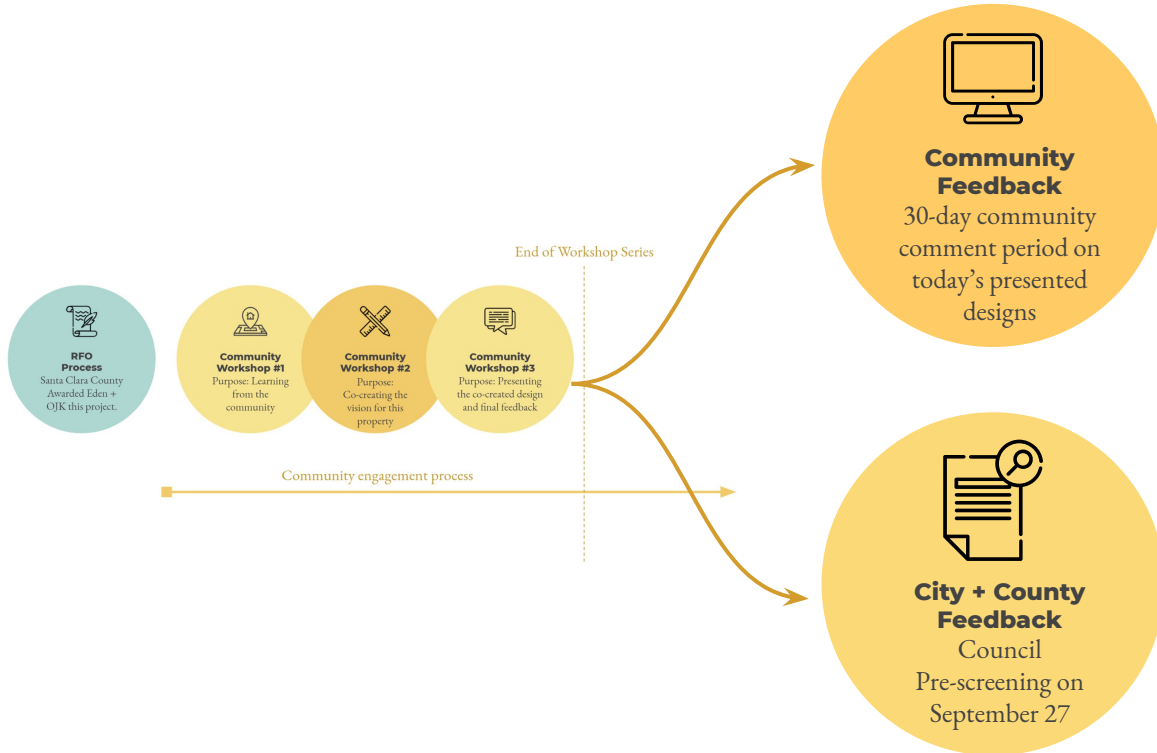 RFO
Process
Santa Clara County
Awarded Eden +
OJK this project.
Community
Workshop #1
Purpose: Learning
from the
community
Community
Workshop #2
Purpose:
Co-creating the
vision for this
property
Community
Workshop #3
Purpose: Presenting
the co-created design
and final feedback
End of Workshop Series
Community engagement process
Community
Feedback
30-day community
comment period on
today’s presented
designs
City + County
Feedback
Council
Pre-screening on
September 27